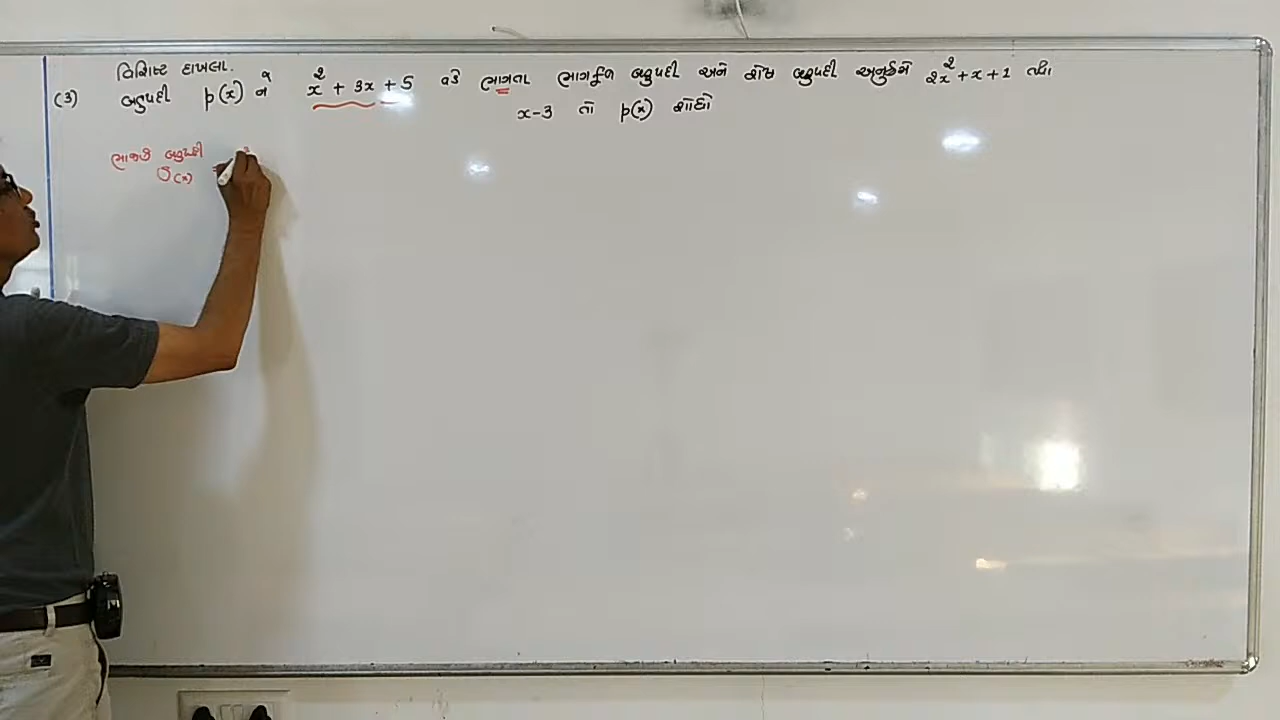 વિશિષ્ટ દાખલા.
(3) બહુપદી p(x) ને x² + 3x + 5 વડે ભાગતા ભાગફળ બહુપદી અને શેષ બહુપદી અનુક્રમે 2x² + x + 1 તથા
x-3 તો p(x) શોધો
ભાજક બહુપદી
(x) =